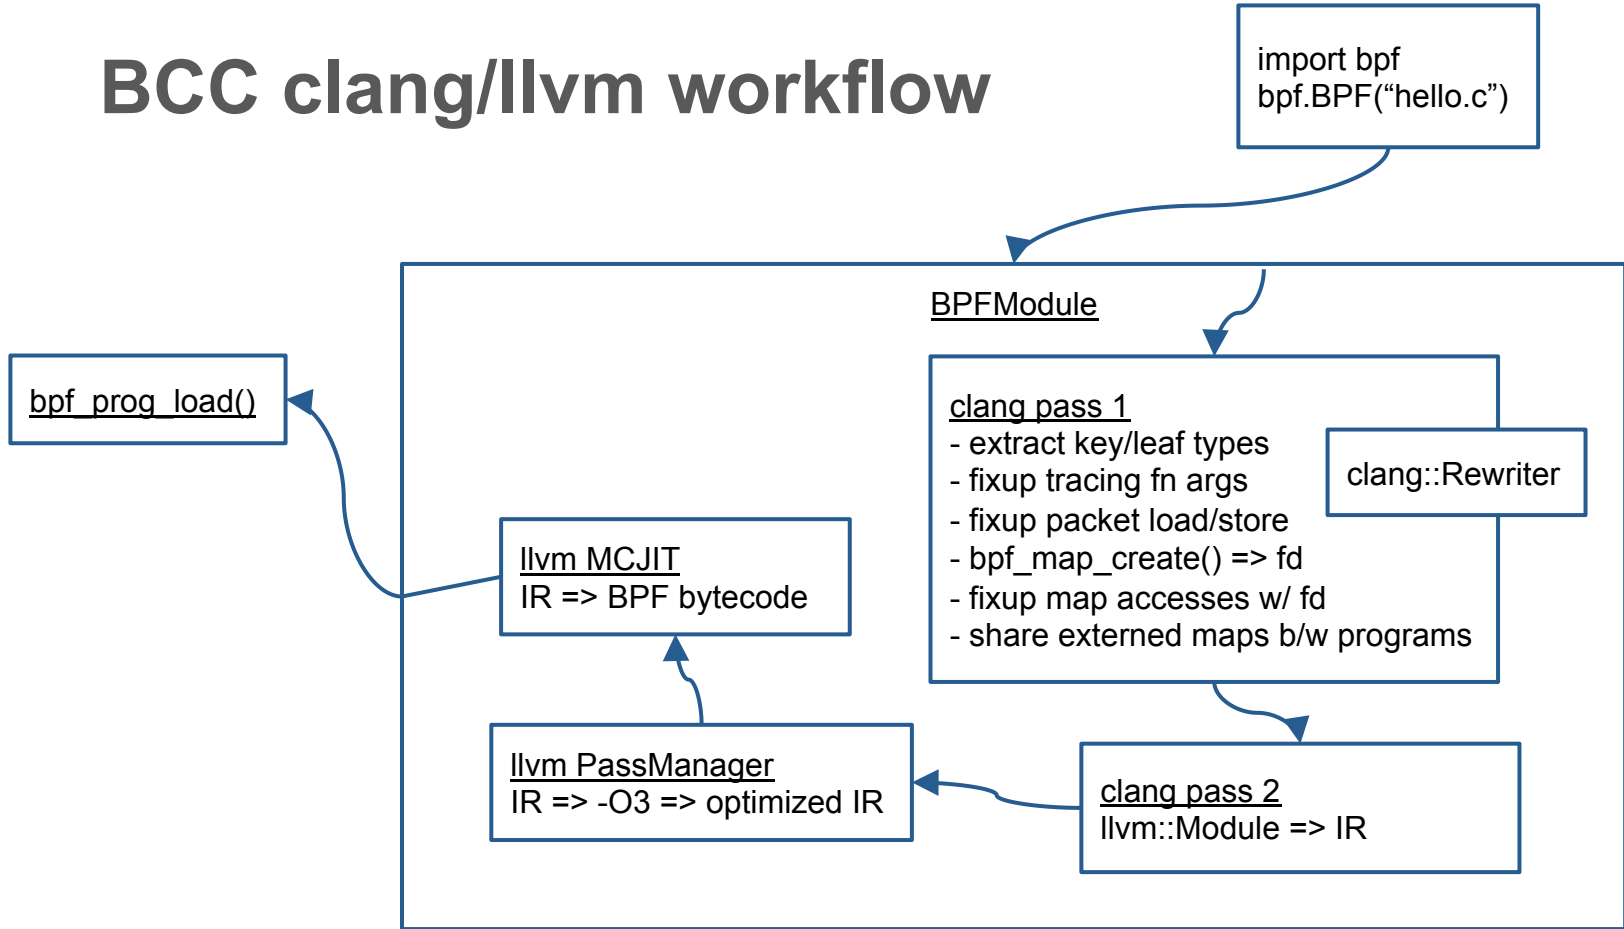 BCC clang/llvm workflow
import bpf
bpf.BPF(“hello.c”)
BPFModule
bpf_prog_load()
clang pass 1
- extract key/leaf types
- fixup tracing fn args
- fixup packet load/store
- bpf_map_create() => fd
- fixup map accesses w/ fd
- share externed maps b/w programs
clang::Rewriter
llvm MCJIT
IR => BPF bytecode
llvm PassManager
IR => -O3 => optimized IR
clang pass 2
llvm::Module => IR